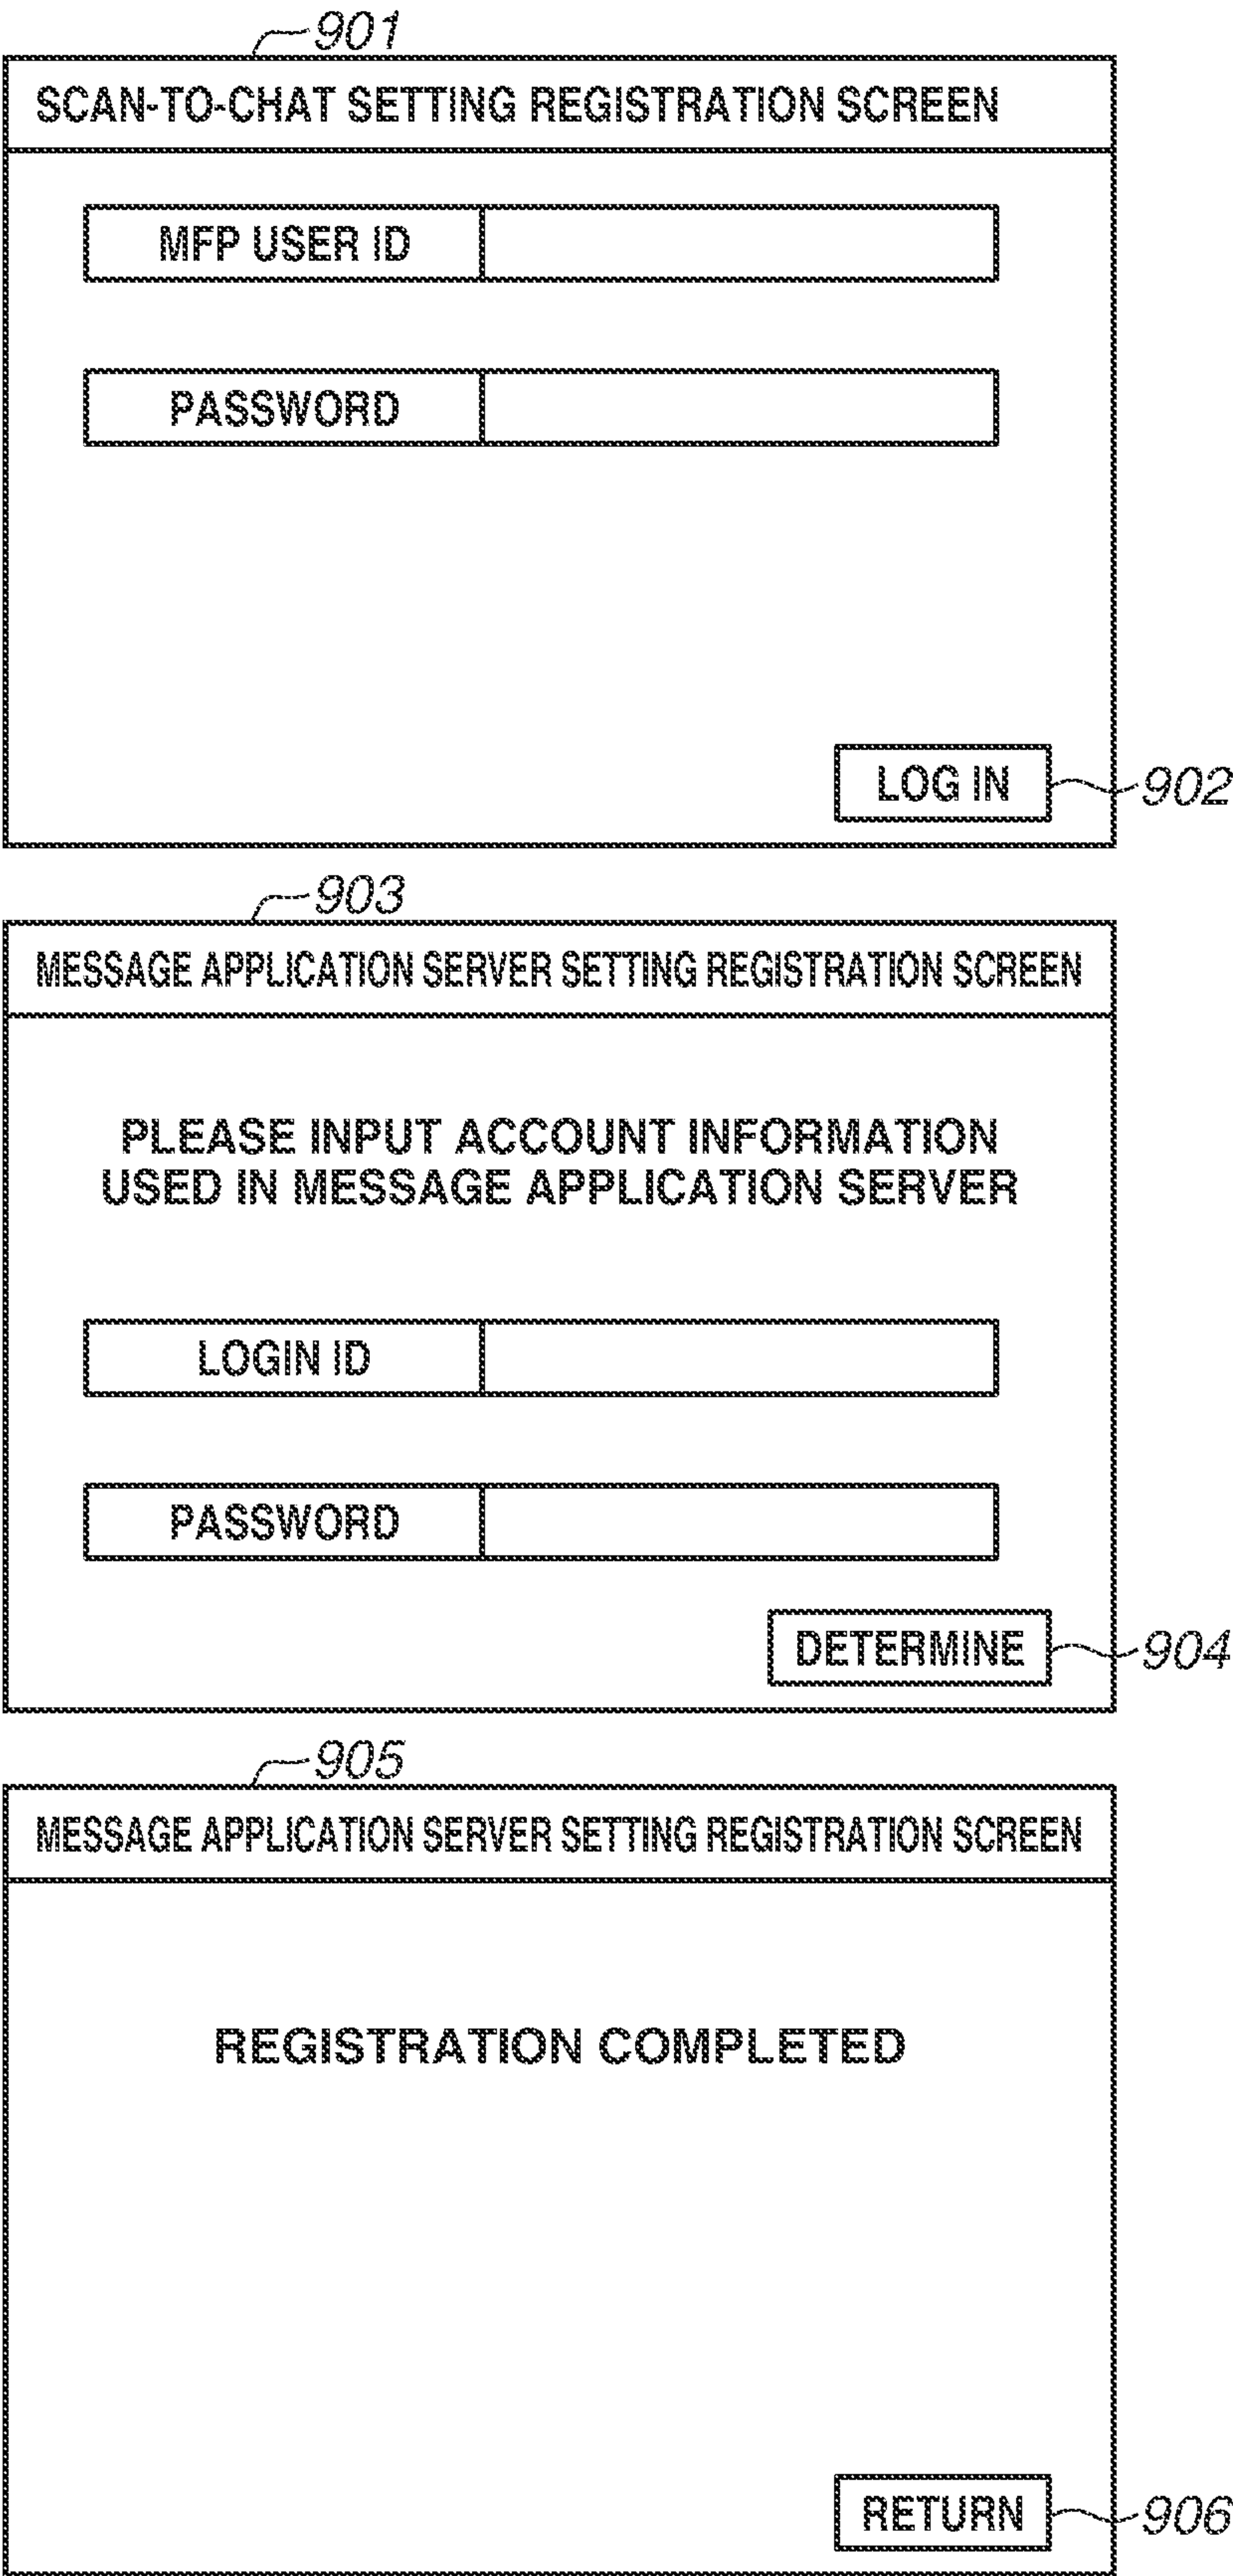 901
SCAN-TO-CHAT SETTING REGISTRATION SCREEN
MFP USER ID
PASSWORD
LOG IN
902
903
MESSAGE APPLICATION SERVER SETTING REGISTRATION SCREEN
PLEASE INPUT ACCOUNT INFORMATION
USED IN MESSAGE APPLICATION SERVER
LOGIN ID
PASSWORD
DETERMINE
904
905
MESSAGE APPLICATION SERVER SETTING REGISTRATION SCREEN
REGISTRATION COMPLETED
RETURN
906